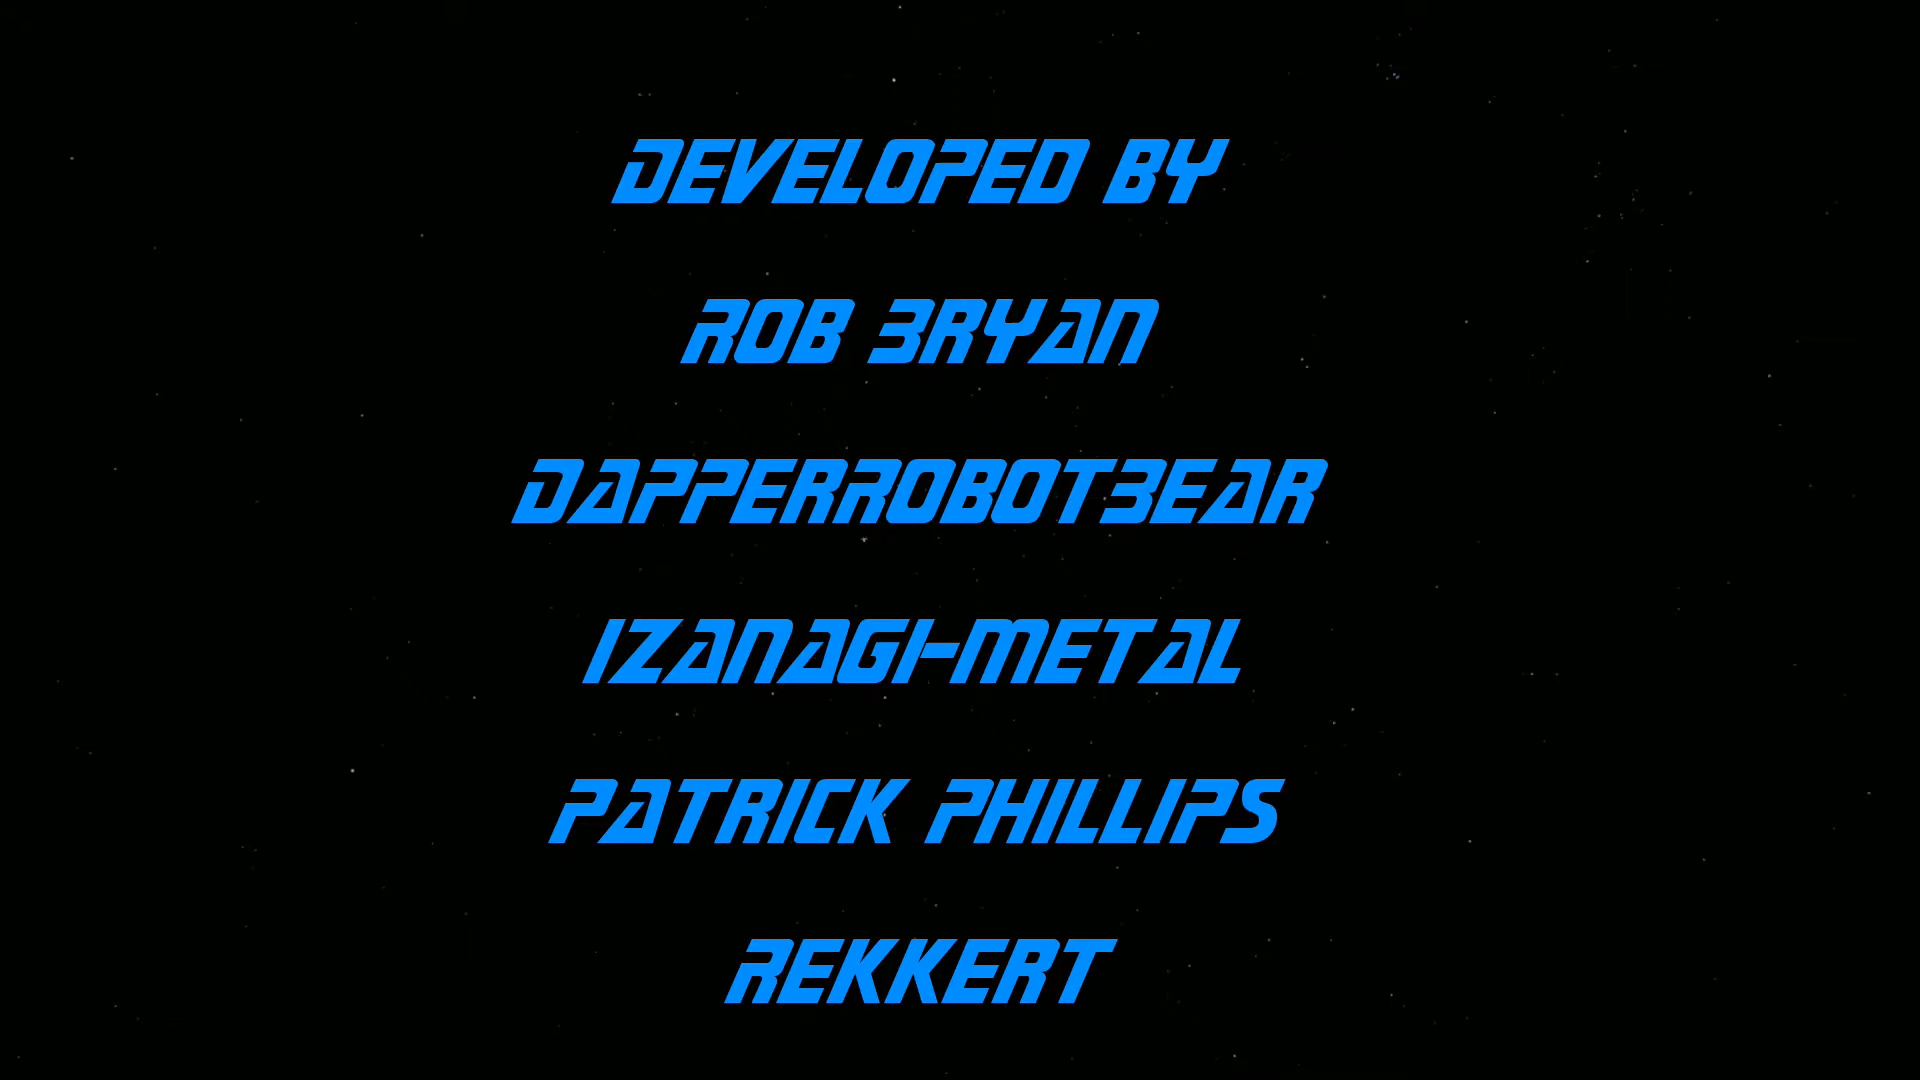 DEVELOPED BY
ROB BRYAN
DAPPERROBOTBEAR
IZANAGI-METAL
PATRICK PHILLIPS
REKKERT